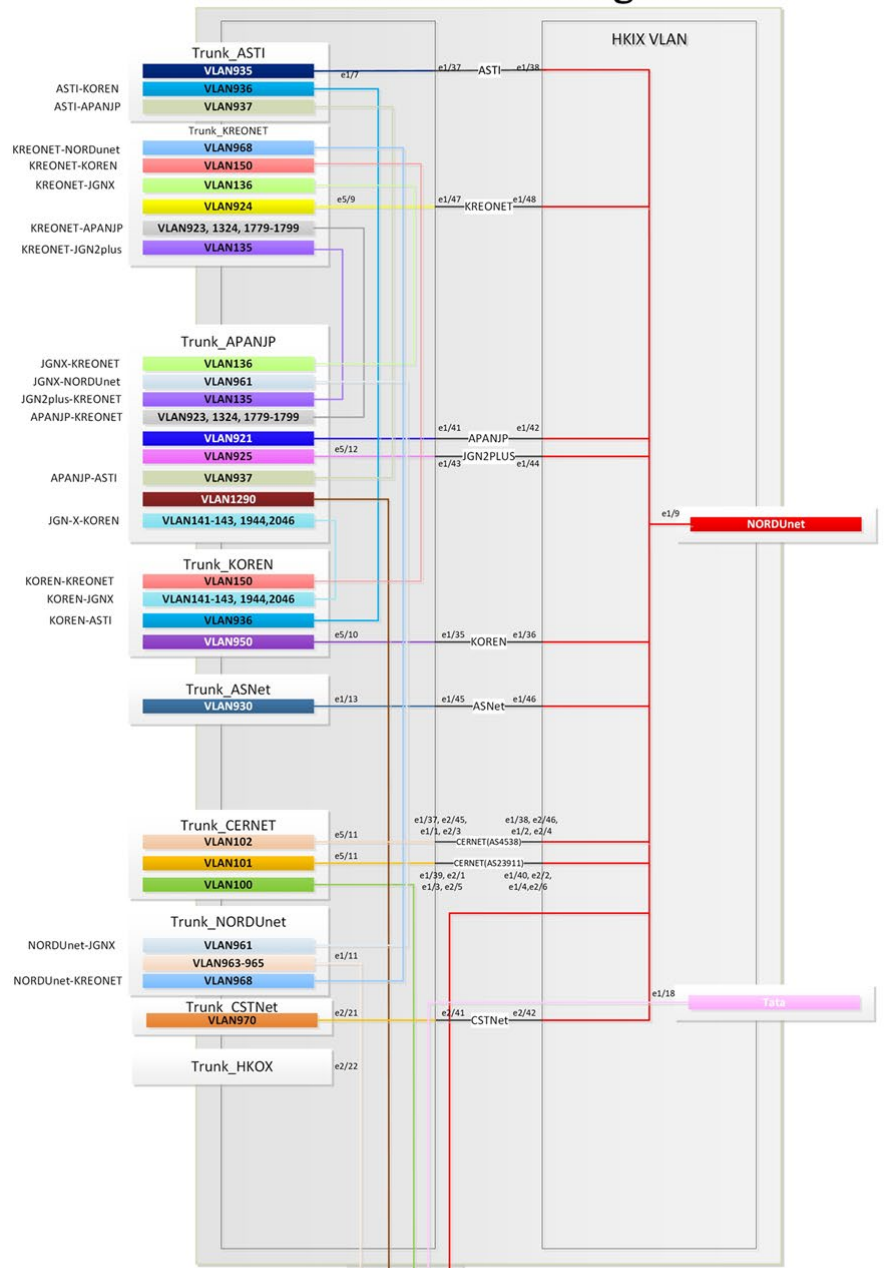 HKIX VLAN
Trunk_ASTI
VLAN935
e1/7
e1/37
ASTI
e1/38
ASTI-KOREN
VLAN936
ASTI-APANJP
VLAN937
Trunk_KREONET
KREONET-NORDunet
VLAN968
KREONET-KOREN
VLAN150
KREONET-JGNX
VLAN136
VLAN924
e5/9
e1/47
KREONET
e1/48
KREONET-APANJP
VLAN923, 1324, 1779-1799
KREONET-JGN2plus
VLAN135
Trunk_APANJP
JGNX-KREONET
VLAN136
JGNX-NORDUnet
VLAN961
JGN2plus-KREONET
VLAN135
APANJP-KREONET
VLAN923, 1324, 1779-1799
e1/41
e1/42
VLAN921
APANJP
VLAN925
e5/12
JGN2PLUS
e1/43
e1/44
APANJP-ASTI
VLAN937
VLAN1290
JGN-X-KOREN
VLAN141-143, 1944,2046
e1/9
NORDUnet
Trunk_KOREN
KOREN-KREONET
VLAN150
KOREN-JGNX
VLAN141-143, 1944,2046
KOREN-ASTI
VLAN936
VLAN950
e5/10
e1/35
KOREN
e1/36
Trunk_ASNet
VLAN930
e1/13
e1/45
ASNet
e1/46
Trunk_CERNET
e1/37, e2/45,
e1/1, e2/3
e1/38, e2/46,
e1/2, e2/4
VLAN102
e5/11
CERNET(AS4538)
VLAN101
e5/11
CERNET(AS23911)
VLAN100
e1/39, e2/1
e1/3, e2/5
e1/40, e2/2,
e1/4,e2/6
Trunk_NORDUnet
NORDUnet-JGNX
VLAN961
e1/11
VLAN963-965
NORDUnet-KREONET
VLAN968
e1/18
Tata
Trunk_CSTNet
VLAN970
e2/21
e2/41
CSTNet
e2/42
Trunk_HKOX
e2/22